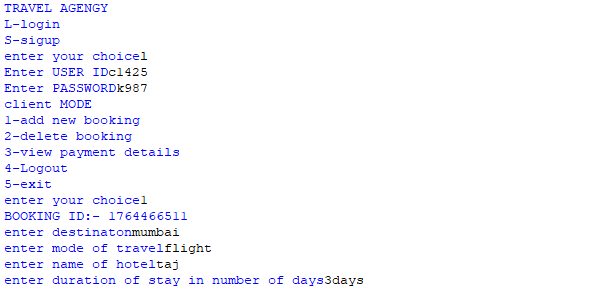 TRAVEL AGENGY
L-login
S-sigup
enter your choicel
Enter USER IDcl425
Enter PASSWORDk987
client MODE
1-add new booking
2-delete booking
3-view payment details
4-Logout
5-exit
enter your choice1
BOOKING ID:- 1764466511
enter destinatonmumbai
enter mode of travelflight
enter name of hoteltaj
enter duration of stay in number of days3days